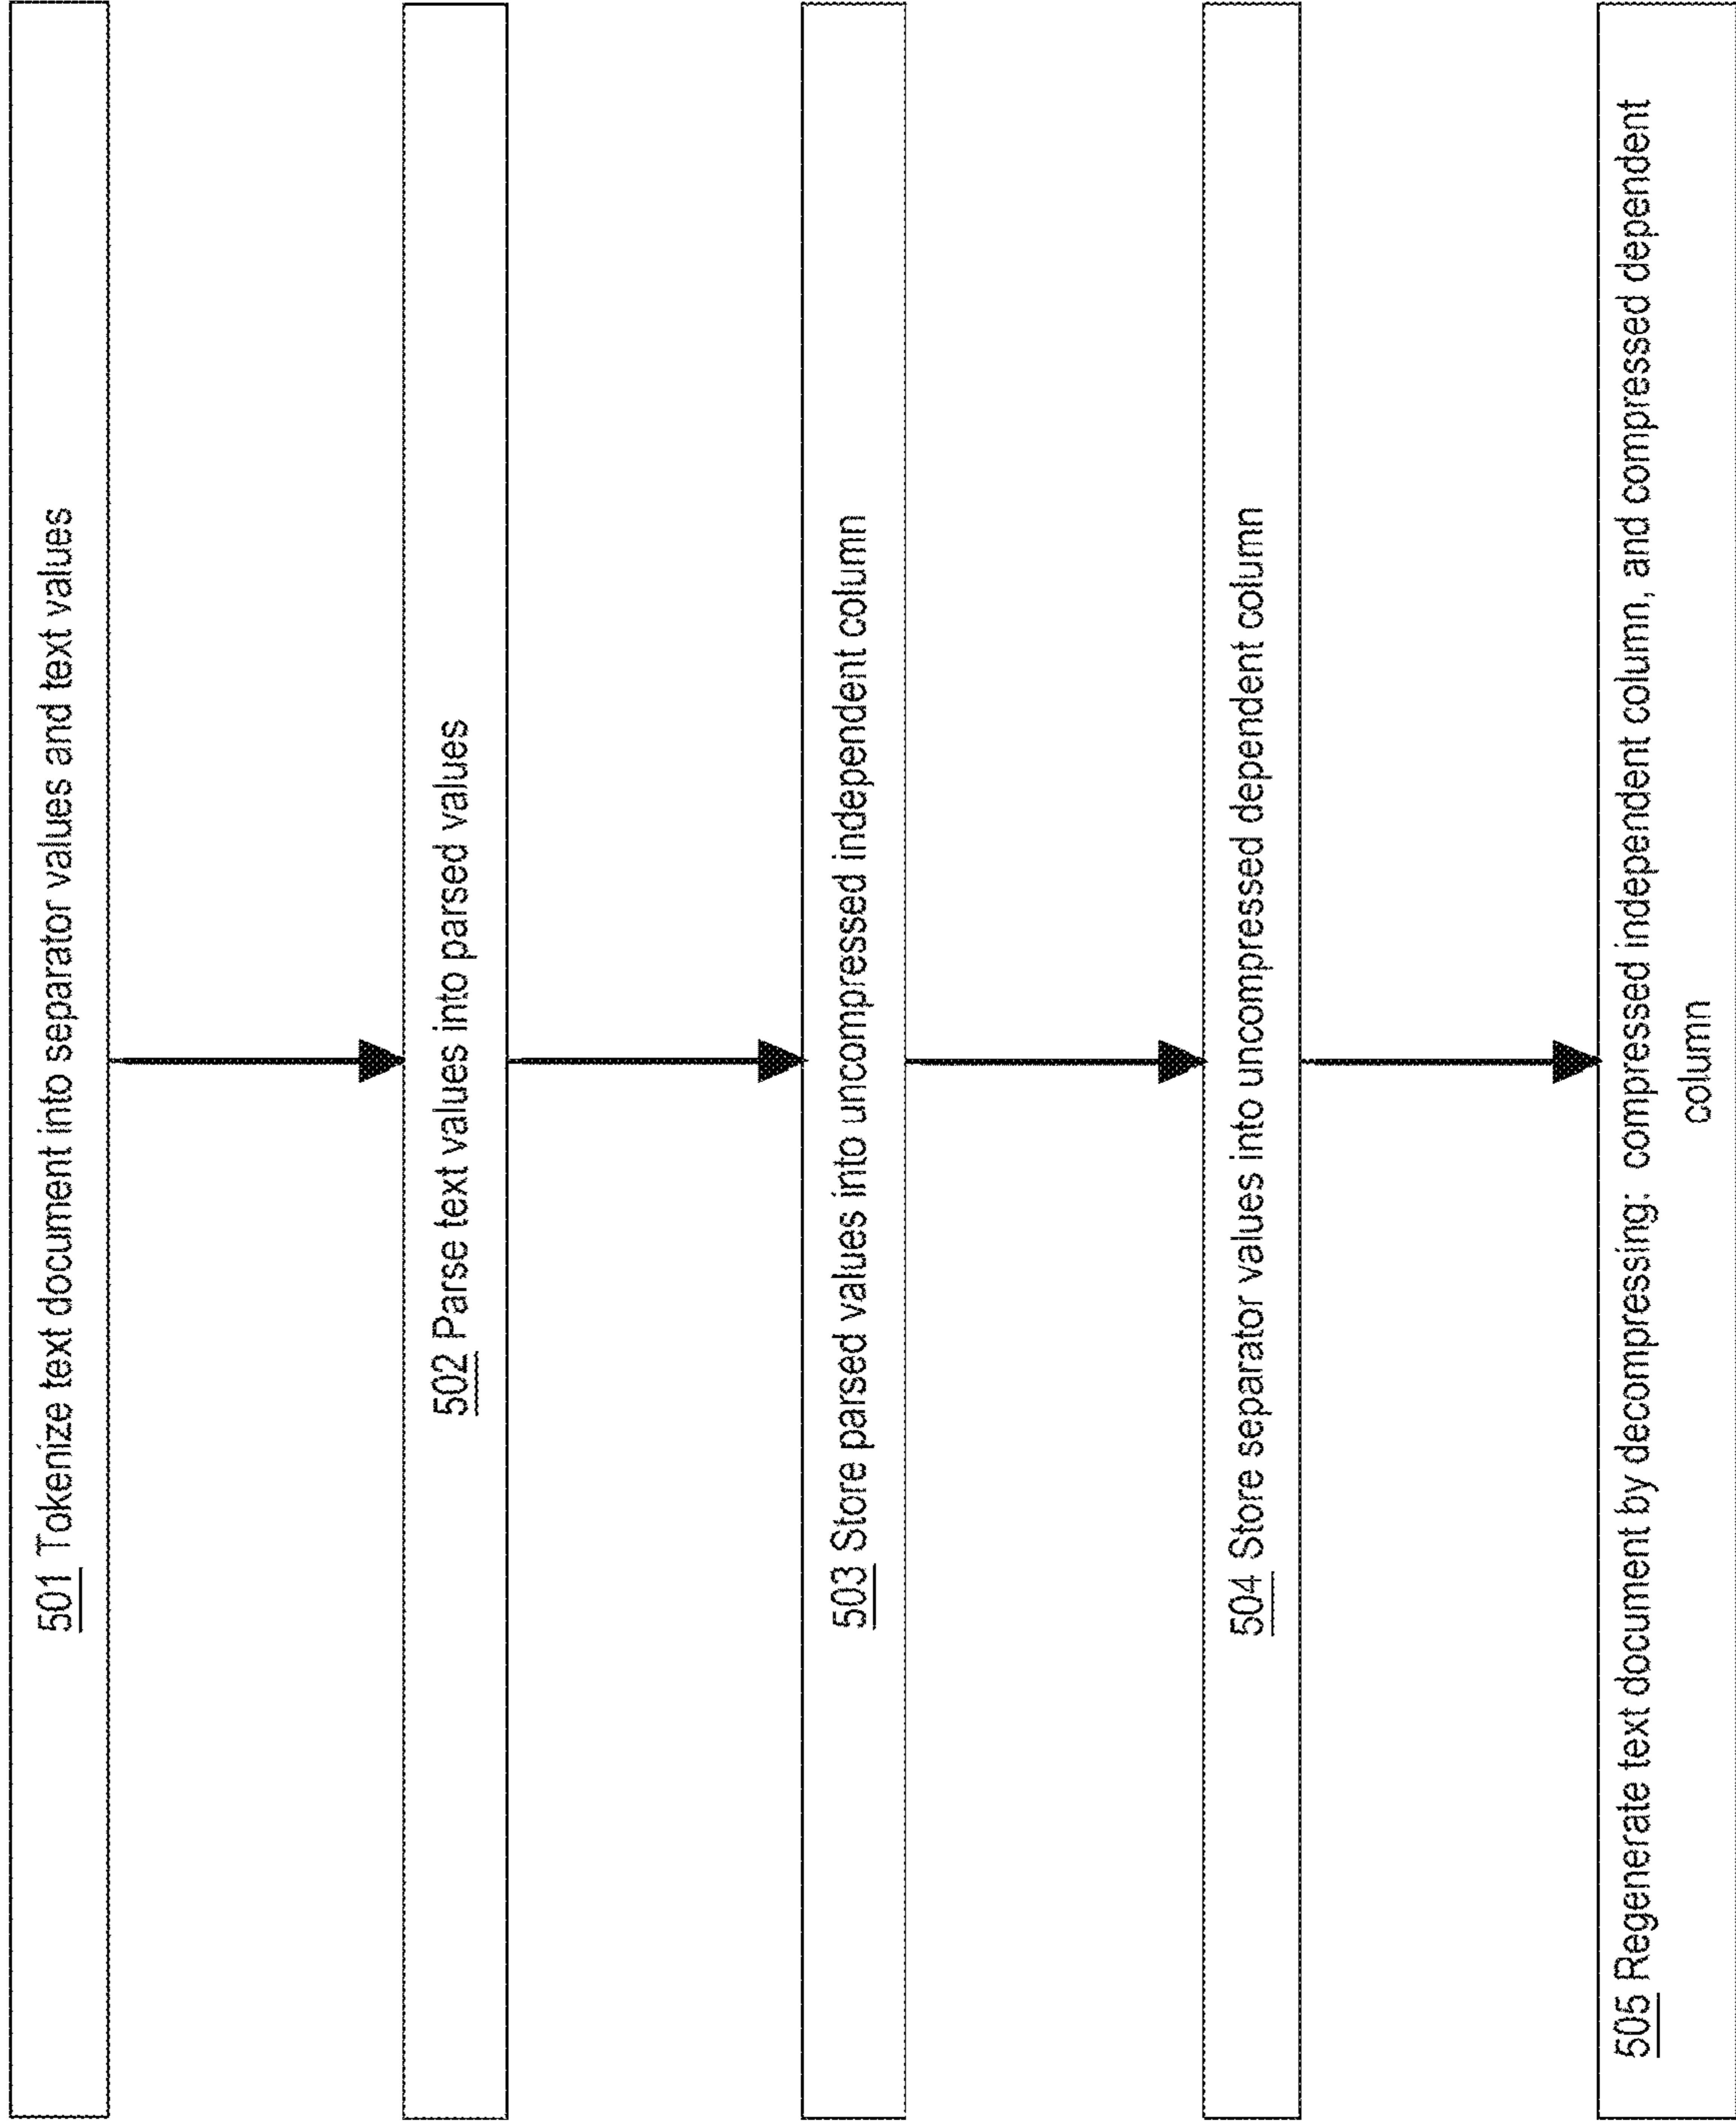 501 Tokenize text document into separator values and text values
502 Parse text values into parsed values
503 Store parsed values into uncompressed independent column
504 Store separator values into uncompressed dependent column
505 Regenerate text document by decompressing: compressed independent column, and compressed dependent
column